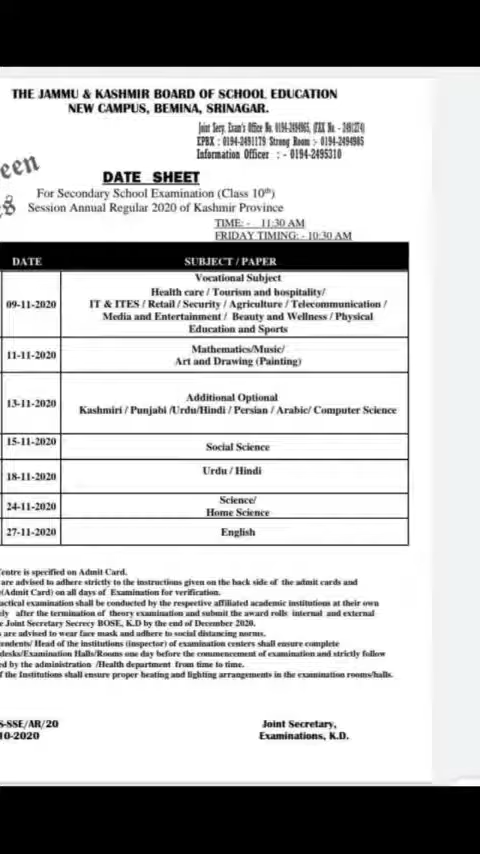 THE JAMMU & KASHMIR BOARD OF SCHOOL EDUCATION
NEW CAMPUS, BEMINA, SRINAGAR.
Joint Secy. Exam's Office No. 0194-2494965, (FAX No. - 2491274)
EPBX : 0194-2491179 Strong Room :- 0194-2494985
Information Officer : - 0194-2495310
een
DATE SHEET
For Secondary School Examination (Class 10th)
Session Annual Regular 2020 of Kashmir Province
TIME: - 11:30 AM
FRIDAY TIMING: - 10:30 AM
DATE SUBJECT / PAPER
09-11-2020
Vocational Subject
Health care / Tourism and hospitality/
IT & ITES / Retail / Security / Agriculture / Telecommunication /
Media and Entertainment / Beauty and Wellness / Physical
Education and Sports
11-11-2020
Mathematics/Music/
Art and Drawing (Painting)
13-11-2020
Additional Optional
Kashmiri / Punjabi /Urdu/Hindi / Persian / Arabic/ Computer Science
15-11-2020 Social Science
18-11-2020 Urdu / Hindi
24-11-2020
Science/
Home Science
27-11-2020 English
Centre is specified on Admit Card.
are advised to adhere strictly to the instructions given on the back side of the admit cards and
(Admit Card) on all days of Examination for verification.
actical examination shall be conducted by the respective affiliated academic institutions at their own
ely after the termination of theory examination and submit the award rolls internal and external
e Joint Secretary Secrecy BOSE, K.D by the end of December 2020.
s are advised to wear face mask and adhere to social distancing norms.
endents/ Head of the institutions (inspector) of examination centers shall ensure complete
desks/Examination Halls/Rooms one day before the commencement of examination and strictly follow
ed by the administration /Health department from time to time.
f the Institutions shall ensure proper heating and lighting arrangements in the examination rooms/halls.
S-SSE/AR/20
10-2020
Joint Secretary,
Examinations, K.D.